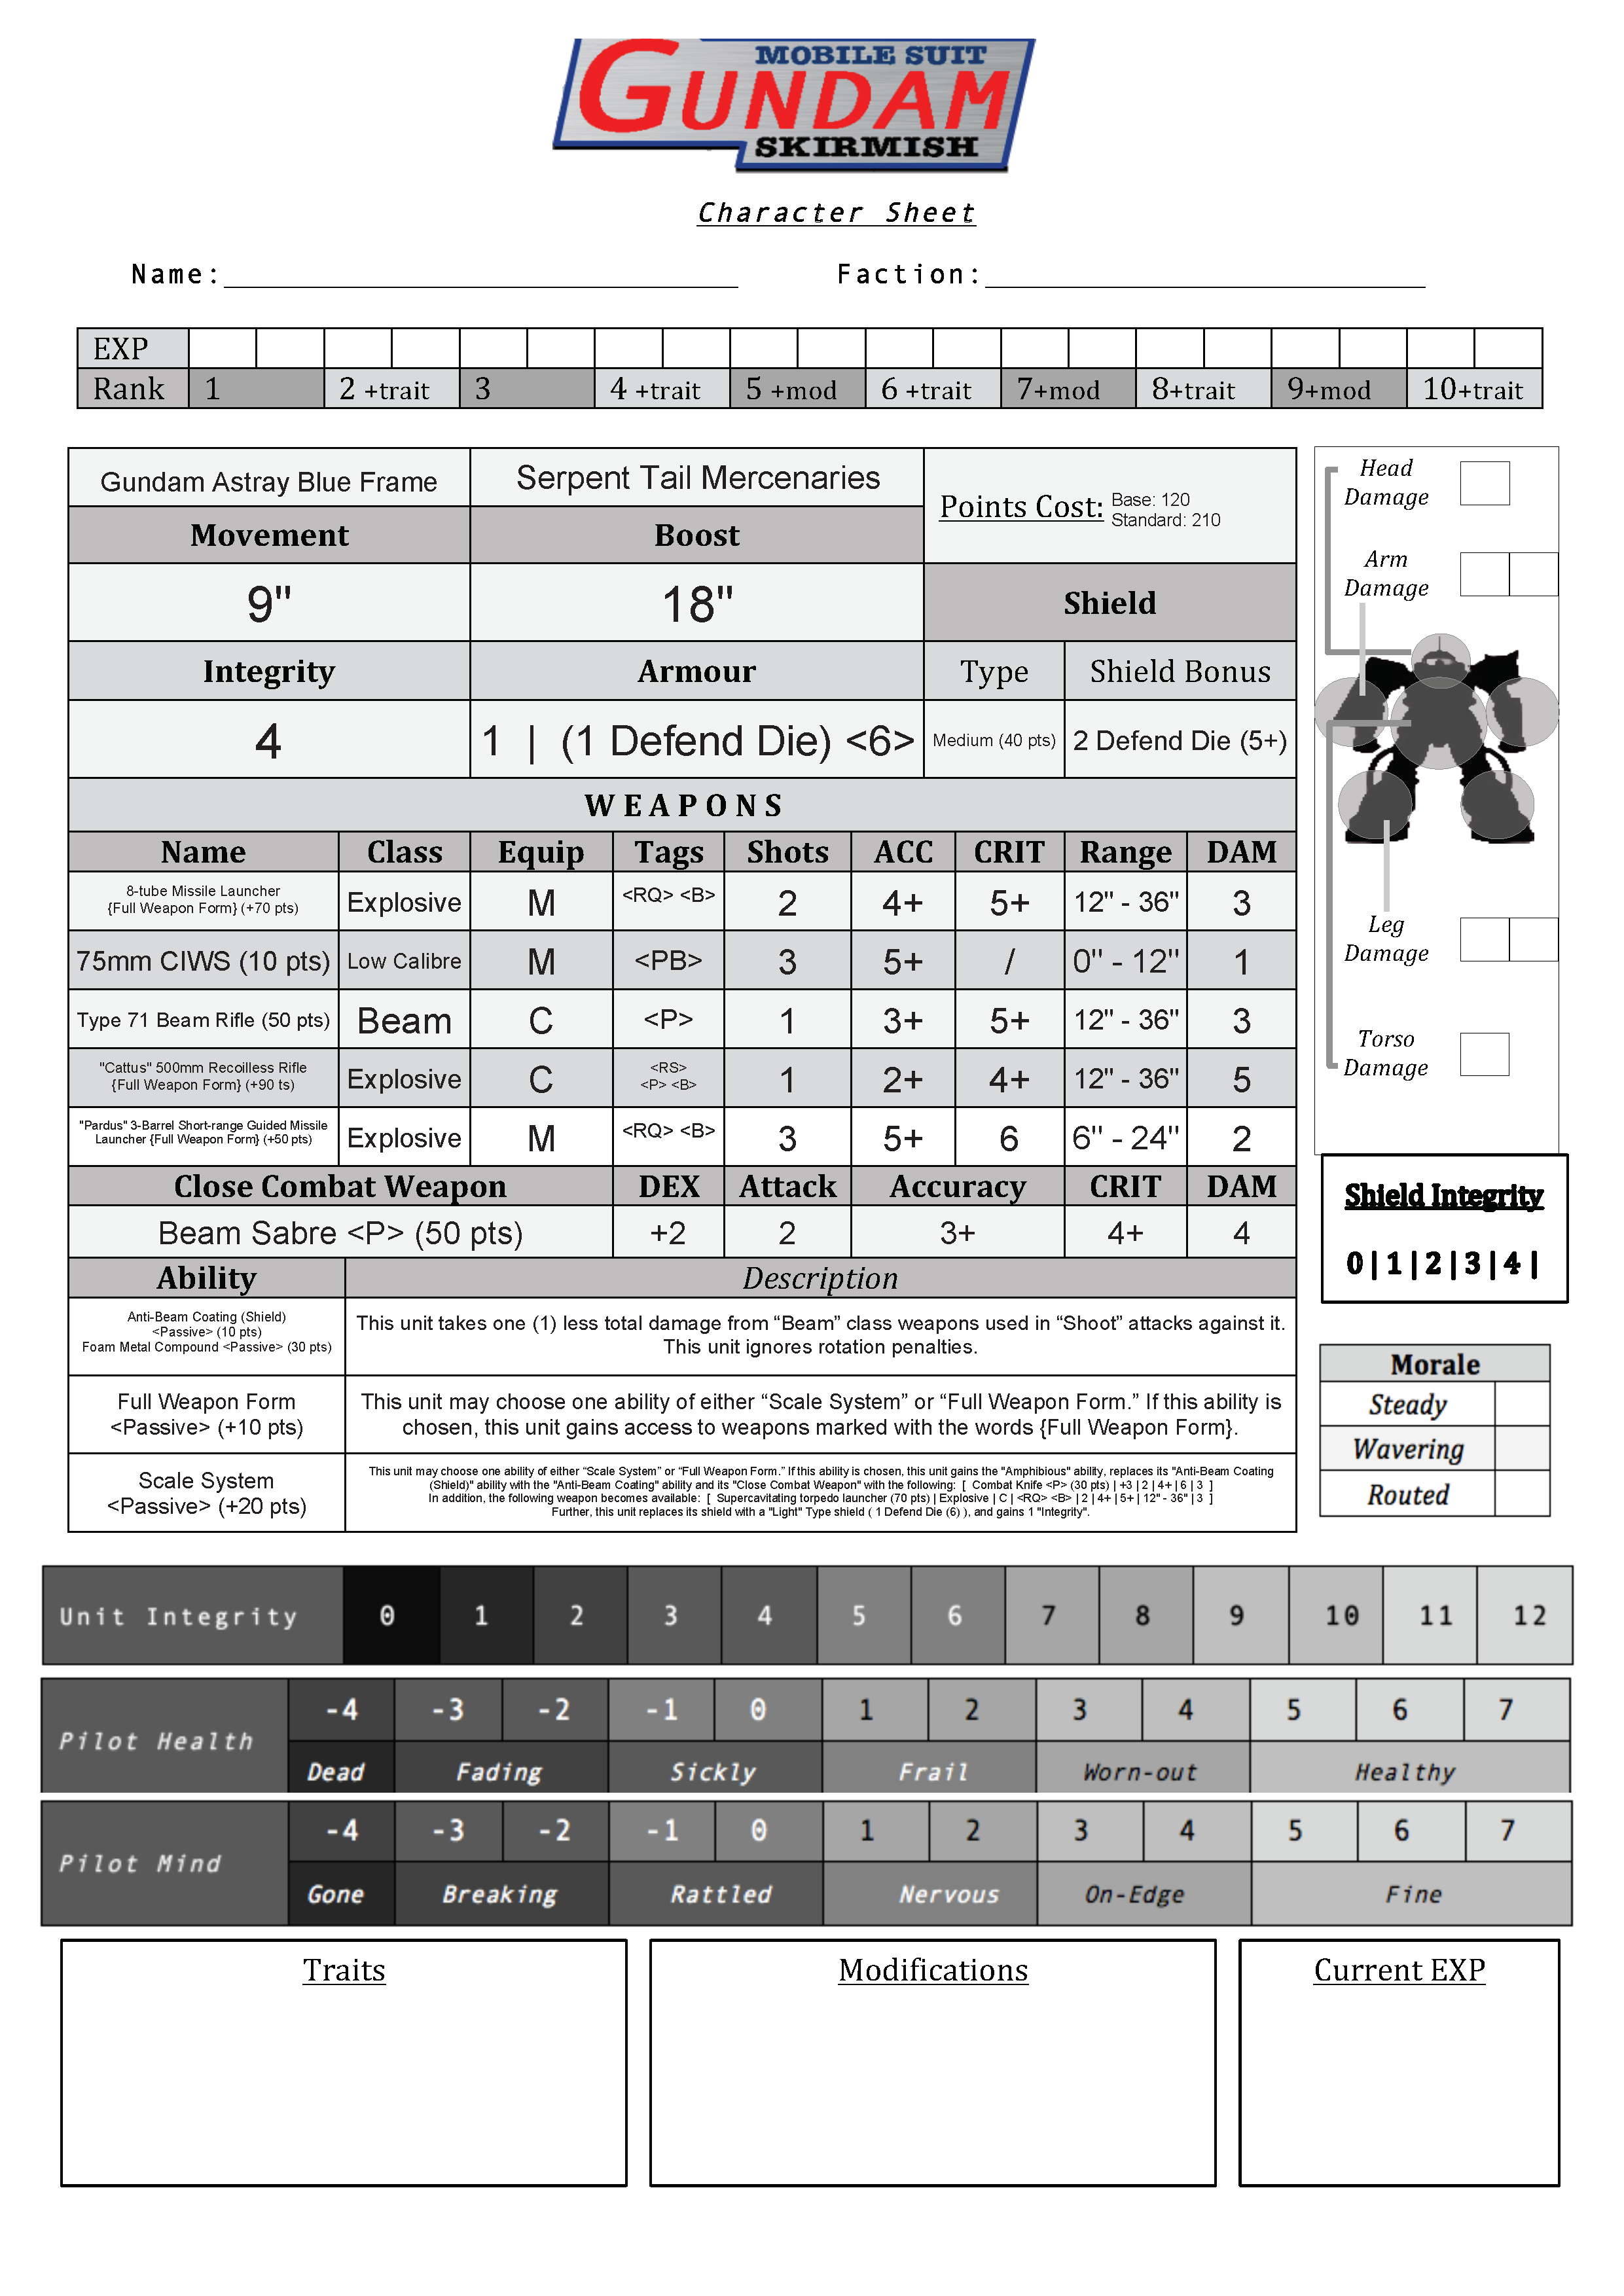 MOBILE SUIT
GUNDAM
SKIRMISH
Character Sheet
Name: Faction:
EXP
Rank 1 2 +trait 3 4 +trait 5 +mod 6 +trait 7+mod 8+trait 9+mod 10+trait
Gundam Astray Blue Frame Serpent Tail Mercenaries
Points Cost: Base: 120
Standard: 210
Movement Boost
9" 18" Shield
Integrity Armour Type Shield Bonus
4 1 | (1 Defend Die) <6> Medium (40 pts) 2 Defend Die (5+)
WEAPONS
Name Class Equip Tags Shots ACC CRIT Range DAM
8-tube Missile Launcher
{Full Weapon Form} (+70 pts) Explosive M <RQ> <B> 2 4+ 5+ 12" - 36" 3
75mm CIWS (10 pts) Low Calibre M <PB> 3 5+ / 0" - 12" 1
Type 71 Beam Rifle (50 pts) Beam C <P> 1 3+ 5+ 12" - 36" 3
"Cattus" 500mm Recoilless Rifle
{Full Weapon Form} (+90 ts) Explosive C <RS>
<P> <B> 1 2+ 4+ 12" - 36" 5
"Pardus" 3-Barrel Short-range Guided Missile
Launcher {Full Weapon Form} (+50 pts) Explosive M <RQ> <B> 3 5+ 6 6" - 24" 2
Close Combat Weapon DEX Attack Accuracy CRIT DAM
Beam Sabre <P> (50 pts) +2 2 3+ 4+ 4
Ability Description
Anti-Beam Coating (Shield)
<Passive> (10 pts)
Foam Metal Compound <Passive> (30 pts)
This unit takes one (1) less total damage from “Beam” class weapons used in “Shoot” attacks against it.
This unit ignores rotation penalties.
Full Weapon Form
<Passive> (+10 pts)
This unit may choose one ability of either “Scale System” or “Full Weapon Form.” If this ability is
chosen, this unit gains access to weapons marked with the words {Full Weapon Form}.
Scale System
<Passive> (+20 pts)
This unit may choose one ability of either “Scale System” or “Full Weapon Form.” If this ability is chosen, this unit gains the "Amphibious" ability, replaces its "Anti-Beam Coating
(Shield)" ability with the "Anti-Beam Coating" ability and its "Close Combat Weapon" with the following: [ Combat Knife <P> (30 pts) | +3 | 2 | 4+ | 6 | 3 ]
In addition, the following weapon becomes available: [ Supercavitating torpedo launcher (70 pts) | Explosive | C | <RQ> <B> | 2 | 4+ | 5+ | 12" - 36" | 3 ]
Further, this unit replaces its shield with a "Light" Type shield ( 1 Defend Die (6) ), and gains 1 "Integrity".
Head
Damage
Arm
Damage
Leg
Damage
Torso
Damage
Shield Integrity
0 | 1 | 2 | 3 | 4 |
Morale
Steady
Wavering
Routed
Unit Integrity 0 1 2 3 4 5 6 7 8 9 10 11 12
Pilot Health -4 -3 -2 -1 0 1 2 3 4 5 6 7
Dead Fading Sickly Frail Worn-out Healthy
Pilot Mind -4 -3 -2 -1 0 1 2 3 4 5 6 7
Gone Breaking Rattled Nervous On-Edge Fine
Traits Modifications Current EXP